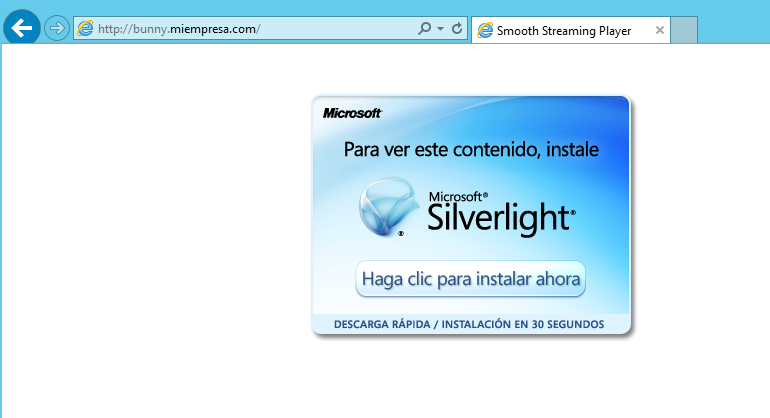 http://bunny.miempresa.com/
Smooth Streaming Player
Microsoft
Para ver este contenido, instale
Microsoft®
Silverlight®
®
Haga clic para instalar ahora
DESCARGA RÁPIDA / INSTALACIÓN EN 30 SEGUNDOS